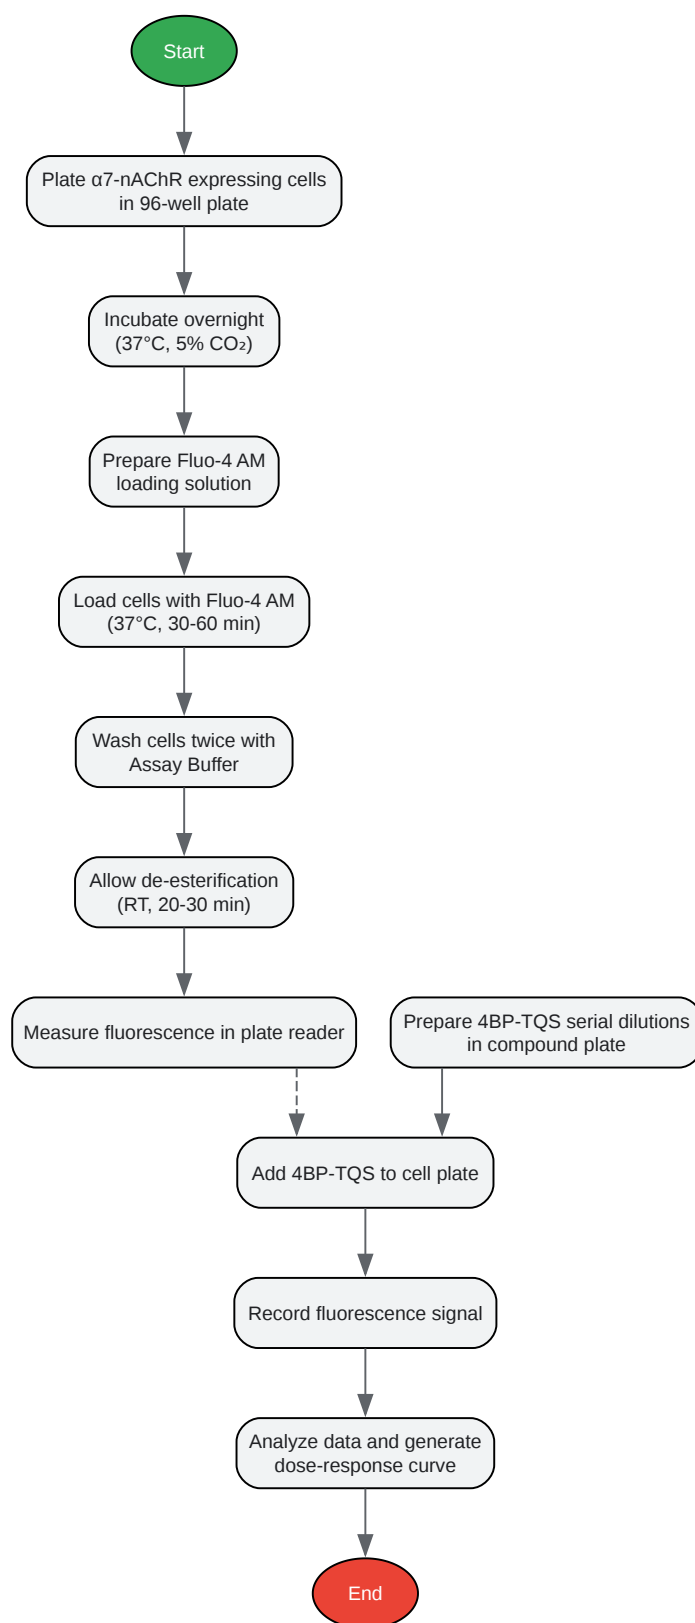 Start
Plate α7-nAChR expressing cells
in 96-well plate
Incubate overnight
(37°C, 5% CO₂)
Prepare Fluo-4 AM
loading solution
Load cells with Fluo-4 AM
(37°C, 30-60 min)
Wash cells twice with
Assay Buffer
Allow de-esterification
(RT, 20-30 min)
Measure fluorescence in plate reader
Prepare 4BP-TQS serial dilutions
in compound plate
Add 4BP-TQS to cell plate
Record fluorescence signal
Analyze data and generate
dose-response curve
End